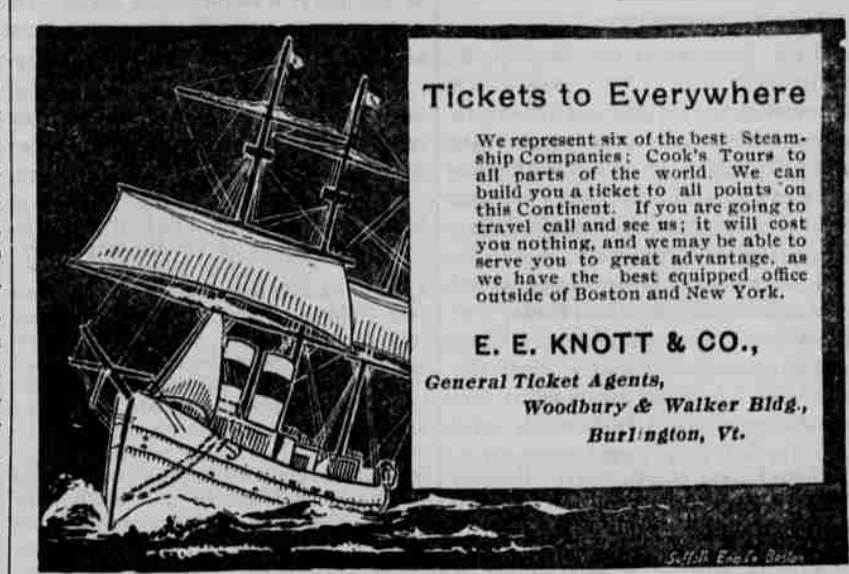 Tickets to Everywhere
We represent six of the best Steam-
ship Companies; Cook's Tours to
all parts of the world. We can
build you a ticket to all points on
this Continent. If you are going to
travel call and see us; it will cost
you nothing, and we may be able to
serve you to great advantage, as
we have the best equipped office
outside of Boston and New York.
E. E. KNOTT & CO.,
General Ticket Agents,
Woodbury & Walker Bldg.,
Burlington, Vt.
Suffolk Eng Co Boston